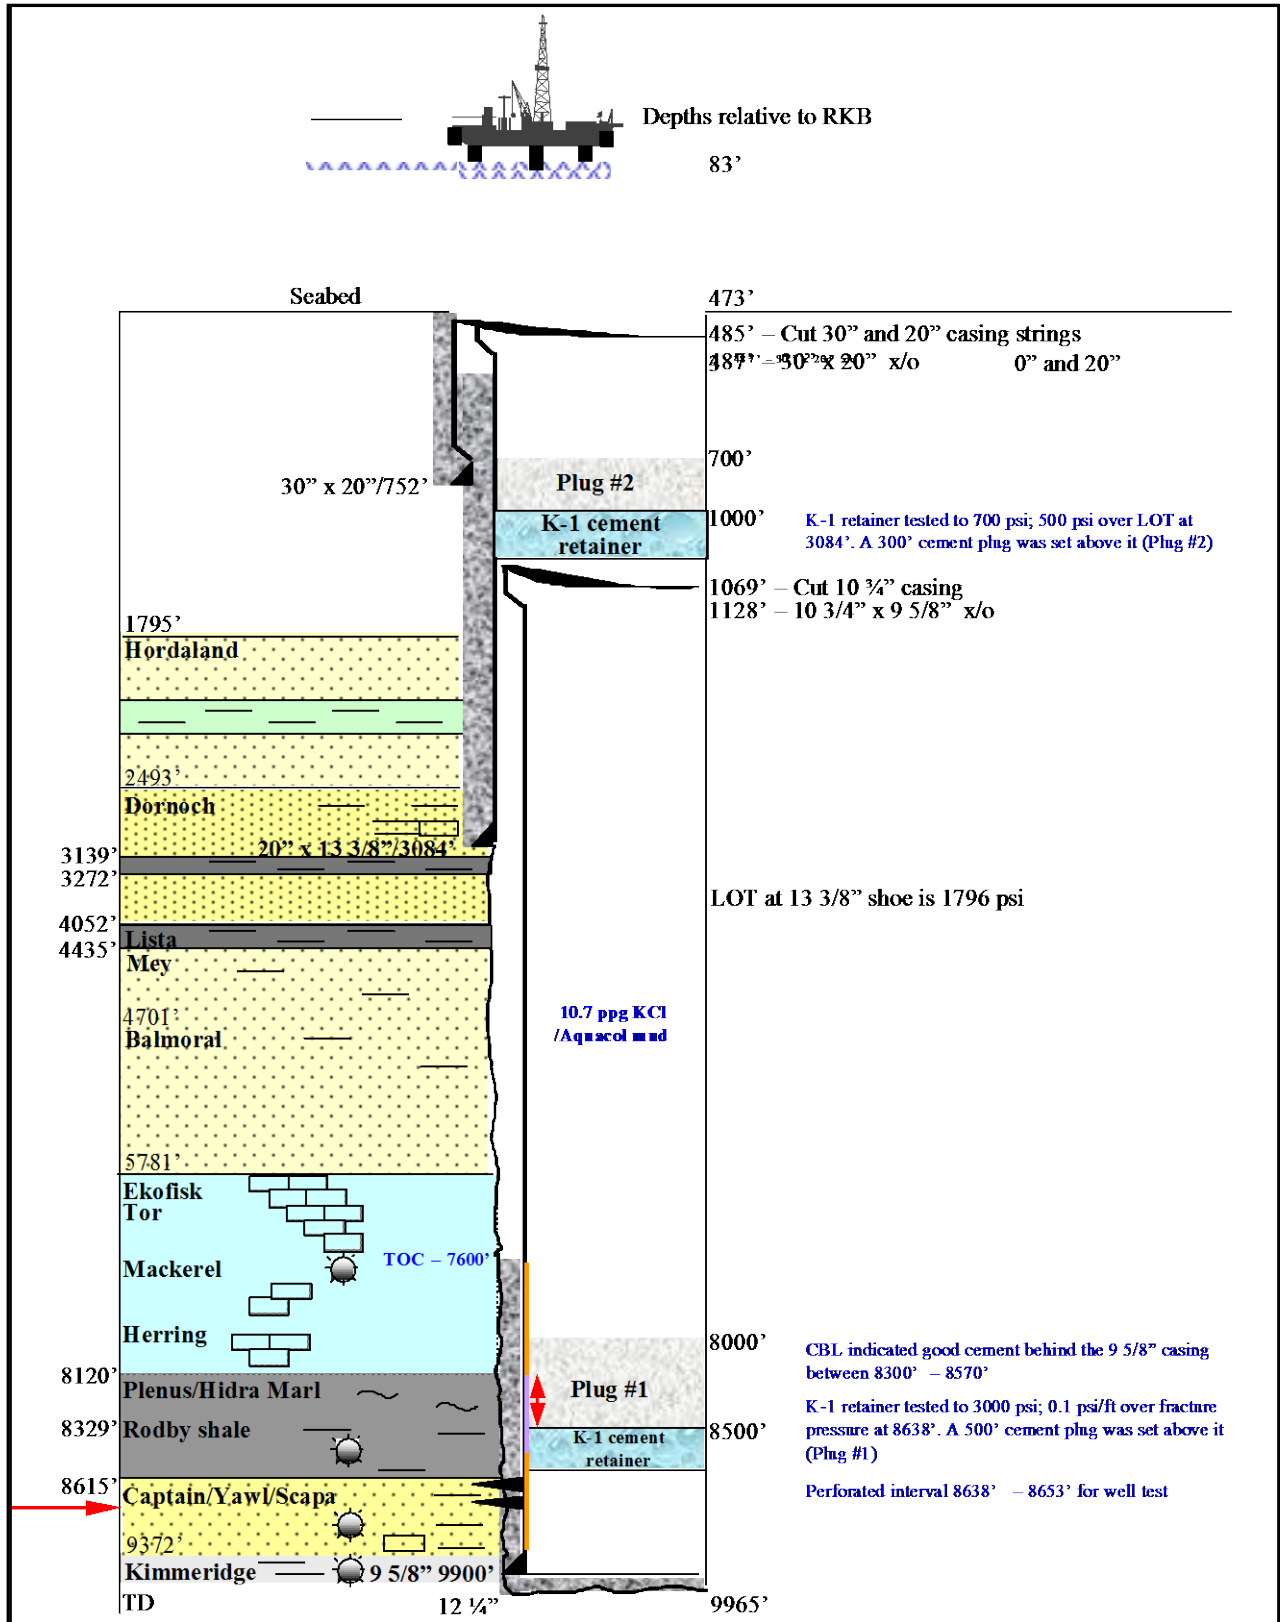 Depths relative to RKB
83’
Seabed
473’
485’ – Cut 30” and 20” casing strings
487’ – 30” x 20” x/o
0” and 20”
700’
Plug #2
30” x 20”/752’
1000’
K-1 cement
retainer
K-1 retainer tested to 700 psi; 500 psi over LOT at
3084’. A 300’ cement plug was set above it (Plug #2)
1069’ – Cut 10 ¾” casing
1128’ – 10 3/4” x 9 5/8” x/o
1795’
Hordaland
2493’
Dornoch
20” x 13 3/8”/3084’
3139’
3272’
LOT at 13 3/8” shoe is 1796 psi
4052’
Lista
4435’
Mey
4701’
Balmoral
10.7 ppg KCl
/Aquacol mud
5781’
Ekofisk
Tor
TOC – 7600’
Mackerel
Herring
8000’
CBL indicated good cement behind the 9 5/8” casing
between 8300’ – 8570’
8120’
Plenus/Hidra Marl
Plug #1
K-1 retainer tested to 3000 psi; 0.1 psi/ft over fracture
pressure at 8638’. A 500’ cement plug was set above it
(Plug #1)
8329’
Rodby shale
8500’
K-1 cement
retainer
8615’
Captain/Yawl/Scapa
Perforated interval 8638’ – 8653’ for well test
9372’
Kimmeridge
9 5/8” 9900’
TD
12 ¼”
9965’